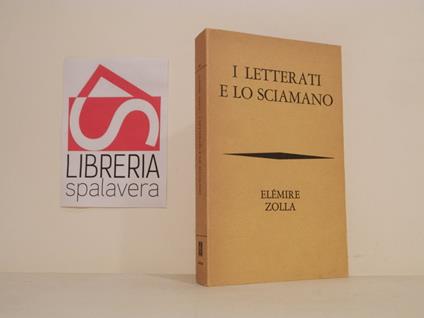 LIBRERIA
spalavera
I LETTERATI
E LO SCIAMANO
ELÉMIRE
ZOLLA